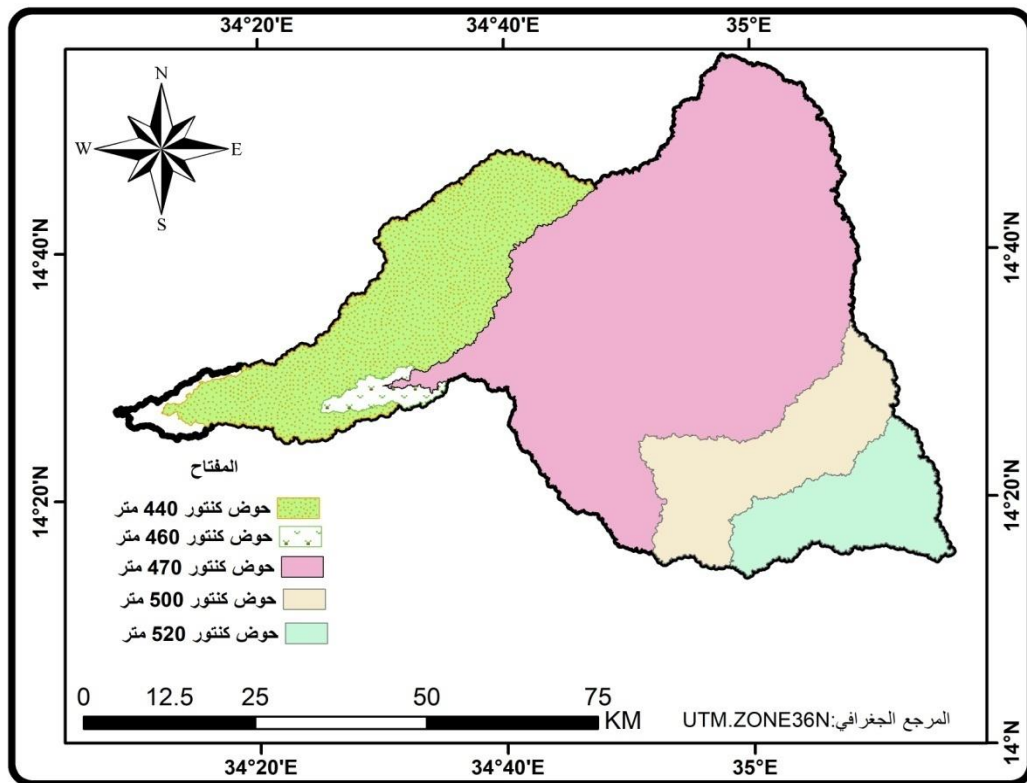 34°20'E 34°40'E 35°E
N
W E
S
14°40'N 14°40'N
14°20'N 14°20'N
المفتاح
حوض كنتور 440 متر
حوض كنتور 460 متر
حوض كنتور 470 متر
حوض كنتور 500 متر
حوض كنتور 520 متر
0 12.5 25 50 75
KM
المرجع الجغرافي:UTM.ZONE36N
14°N
34°20'E 34°40'E 35°E